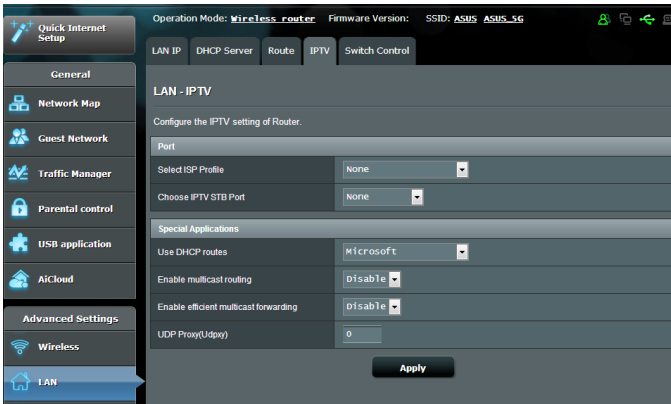 Quick Internet
Setup
Operation Mode: Wireless router Firmware Version: SSID: ASUS ASUS_5G
LAN IP DHCP Server Route IPTV Switch Control
General
Network Map
Guest Network
Traffic Manager
Parental control
USB application
AiCloud
Advanced Settings
Wireless
LAN
LAN - IPTV
Configure the IPTV setting of Router.
Port
Select ISP Profile None
Choose IPTV STB Port None
Special Applications
Use DHCP routes Microsoft
Enable multicast routing Disable
Enable efficient multicast forwarding Disable
UDP Proxy(Udpxy) 0
Apply